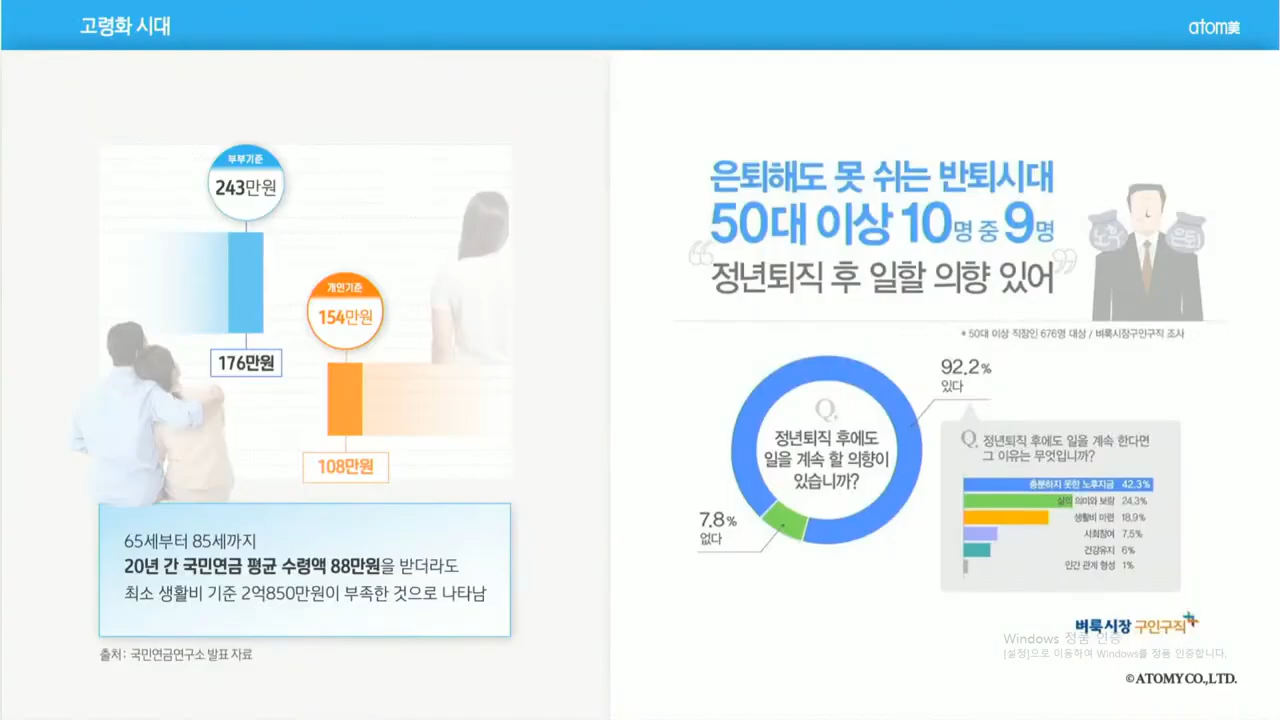 고령화 시대
atom美
부부기준
243만원
176만원
개인기준
154만원
108만원
65세부터 85세까지
20년 간 국민연금 평균 수령액 88만원을 받더라도
최소 생활비 기준 2억850만원이 부족한 것으로 나타남
출처: 국민연금연구소 발표 자료
은퇴해도 못 쉬는 반퇴시대
50대 이상 10명 중 9명
“정년퇴직 후 일할 의향 있어”
노후
은퇴
* 50대 이상 직장인 676명 대상 / 벼룩시장구인구직 조사
Q.
정년퇴직 후에도
일을 계속 할 의향이
있습니까?
92.2%
있다
7.8%
없다
Q. 정년퇴직 후에도 일을 계속 한다면
그 이유는 무엇입니까?
충분하지 못한 노후자금 42.3%
삶의 의미와 보람 24.3%
생활비 마련 18.9%
사회참여 7.5%
건강유지 6%
인간 관계 형성 1%
벼룩시장 구인구직
Windows 정품 인증
[설정]으로 이동하여 Windows를 정품 인증합니다.
©ATOMY CO.,LTD.